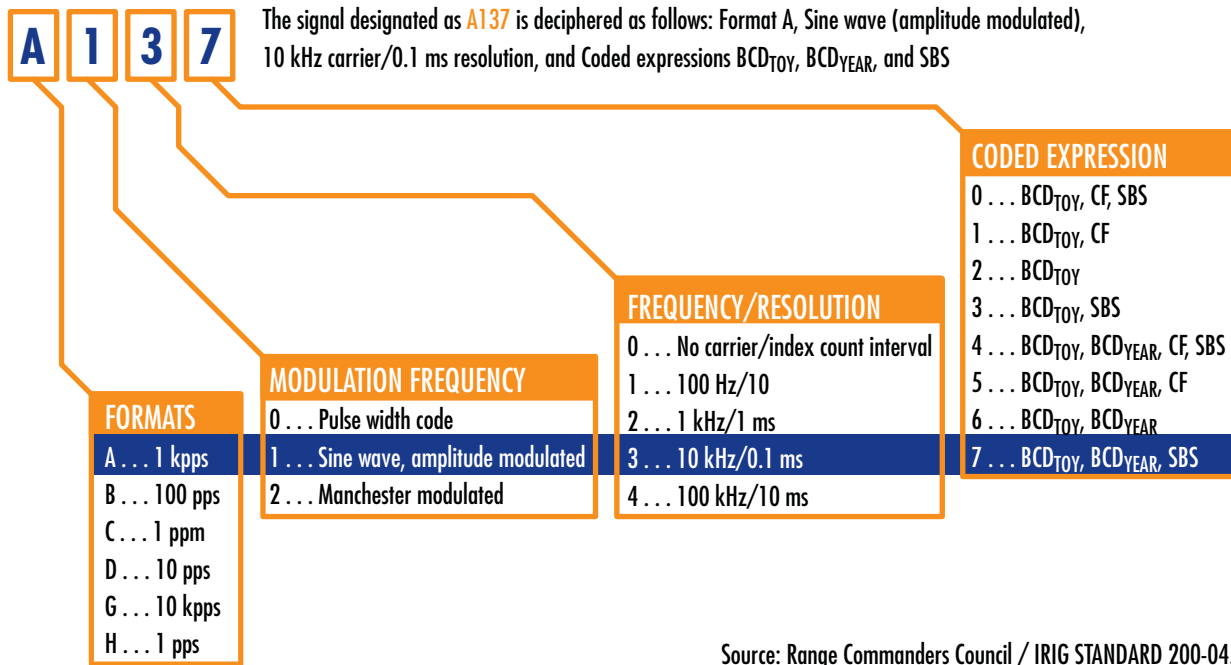 A 1 3 7
The signal designated as A137 is deciphered as follows: Format A, Sine wave (amplitude modulated),
10 kHz carrier/0.1 ms resolution, and Coded expressions BCDTOY, BCDYEAR, and SBS
CODED EXPRESSION
0 . . . BCDTOY, CF, SBS
1 . . . BCDTOY, CF
2 . . . BCDTOY
3 . . . BCDTOY, SBS
4 . . . BCDTOY, BCDYEAR, CF, SBS
5 . . . BCDTOY, BCDYEAR, CF
6 . . . BCDTOY, BCDYEAR
7 . . . BCDTOY, BCDYEAR, SBS
FREQUENCY/RESOLUTION
0 . . . No carrier/index count interval
1 . . . 100 Hz/10
2 . . . 1 kHz/1 ms
3 . . . 10 kHz/0.1 ms
4 . . . 100 kHz/10 ms
MODULATION FREQUENCY
0 . . . Pulse width code
1 . . . Sine wave, amplitude modulated
2 . . . Manchester modulated
FORMATS
A . . . 1 kpps
B . . . 100 pps
C . . . 1 ppm
D . . . 10 pps
G . . . 10 kpps
H . . . 1 pps
Source: Range Commanders Council / IRIG STANDARD 200-04